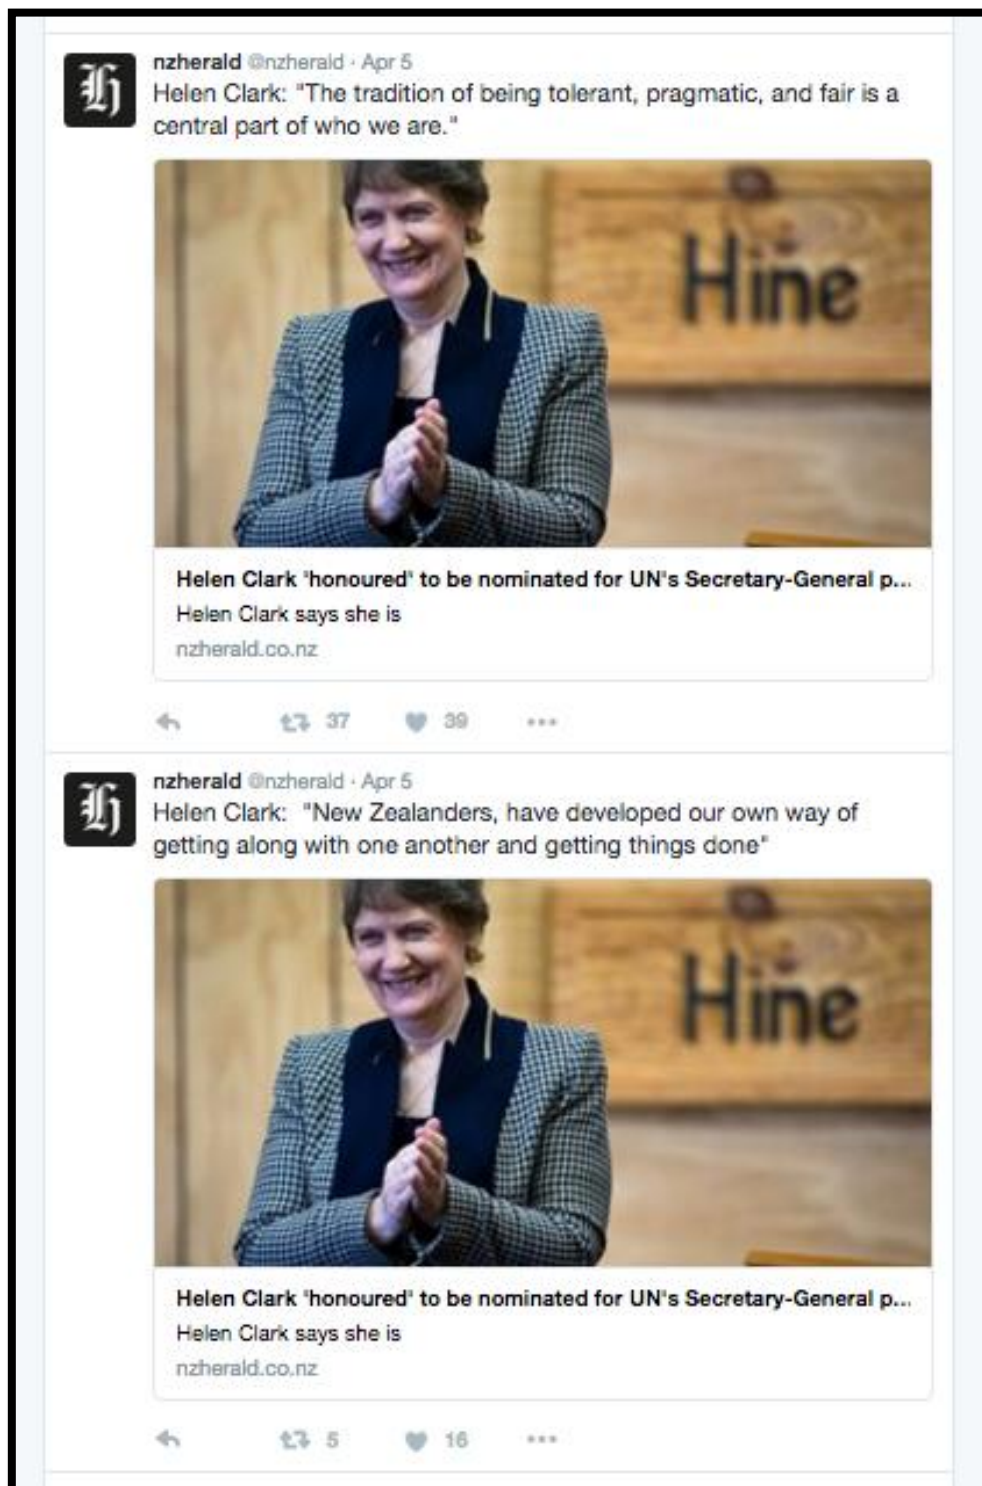 nzherald @nzherald · Apr 5
Helen Clark: "The tradition of being tolerant, pragmatic, and fair is a
central part of who we are."
Hine
Helen Clark 'honoured' to be nominated for UN's Secretary-General p...
Helen Clark says she is
nzherald.co.nz
37 39
nzherald @nzherald · Apr 5
Helen Clark:  "New Zealanders, have developed our own way of
getting along with one another and getting things done"
Hine
Helen Clark 'honoured' to be nominated for UN's Secretary-General p...
Helen Clark says she is
nzherald.co.nz
5 16